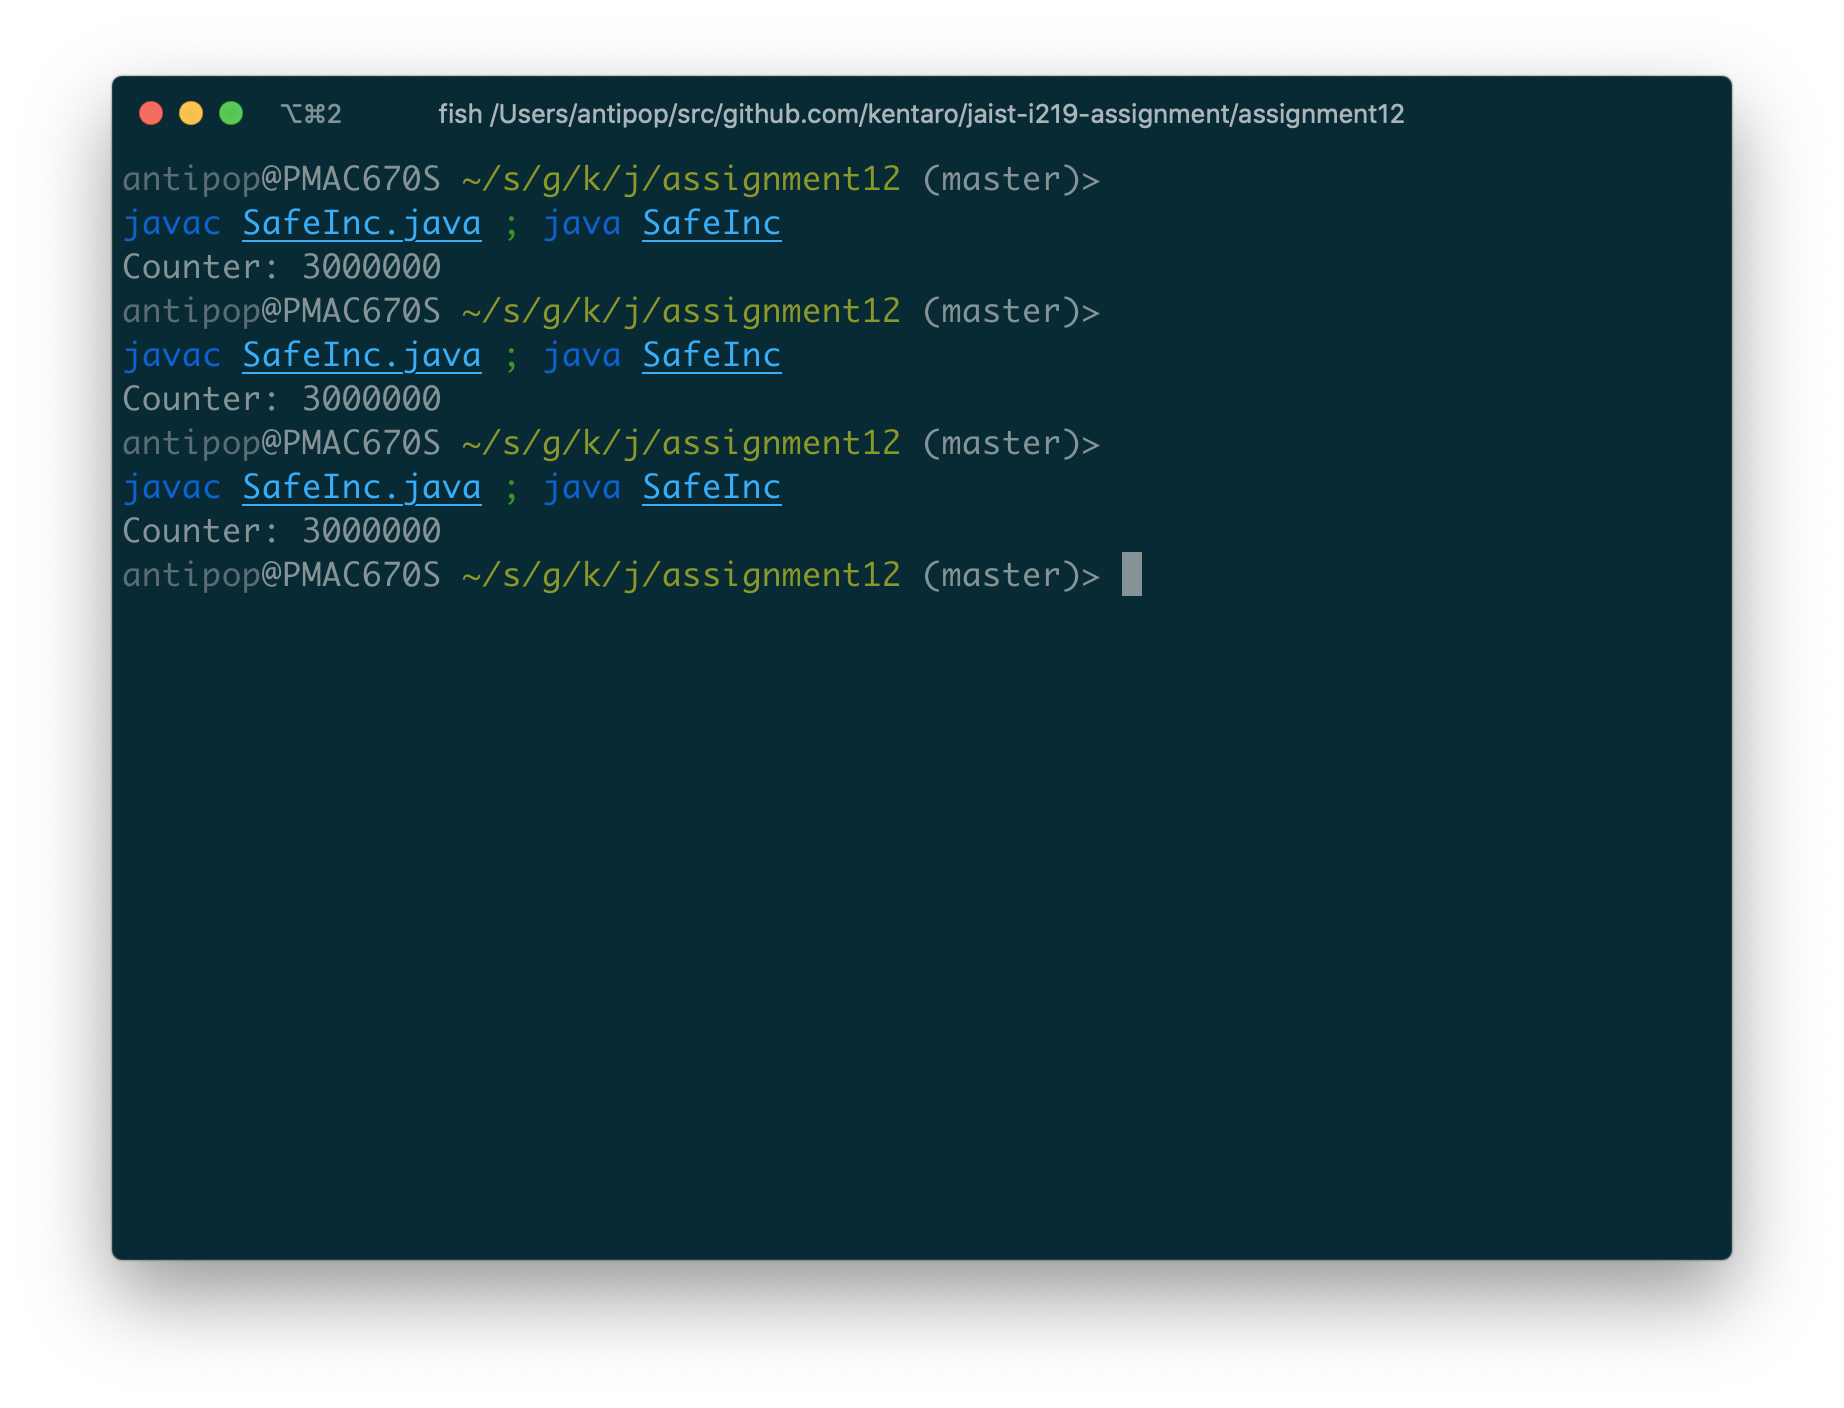 ⌥⌘2 fish /Users/antipop/src/github.com/kentaro/jaist-i219-assignment/assignment12
antipop@PMAC670S ~/s/g/k/j/assignment12 (master)>
javac SafeInc.java ; java SafeInc
Counter: 3000000
antipop@PMAC670S ~/s/g/k/j/assignment12 (master)>
javac SafeInc.java ; java SafeInc
Counter: 3000000
antipop@PMAC670S ~/s/g/k/j/assignment12 (master)>
javac SafeInc.java ; java SafeInc
Counter: 3000000
antipop@PMAC670S ~/s/g/k/j/assignment12 (master)>